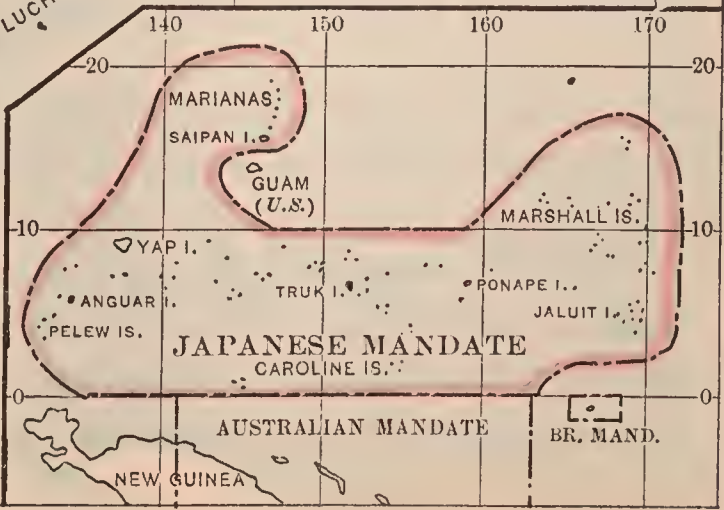 LUCH
140
150
160
170
20
20
MARIANAS
SAIPAN I.
GUAM
(U.S.)
MARSHALL IS.
10
10
YAP I.
ANGUAR I.
TRUK I.
PONAPE I.
JALUIT I.
PELEW IS.
JAPANESE MANDATE
CAROLINE IS.
0
0
AUSTRALIAN MANDATE
BR. MAND.
NEW GUINEA